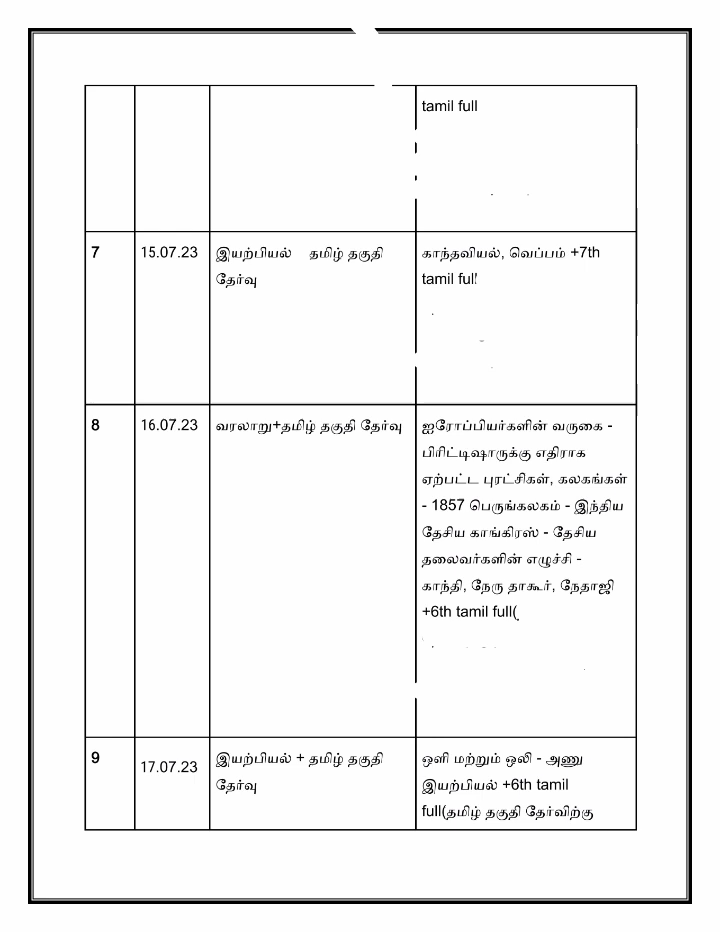 tamil full
7 15.07.23 இயற்பியல் தமிழ் தகுதி காந்தவியல், வெப்பம் +7th
தேர்வு tamil full
8 16.07.23 வரலாறு+தமிழ் தகுதி தேர்வு ஐரோப்பியர்களின் வருகை -
பிரிட்டிஷாருக்கு எதிராக
ஏற்பட்ட புரட்சிகள், கலகங்கள்
- 1857 பெருங்கலகம் - இந்திய
தேசிய காங்கிரஸ் - தேசிய
தலைவர்களின் எழுச்சி -
காந்தி, நேரு தாகூர், நேதாஜி
+6th tamil full(
9 17.07.23 இயற்பியல் + தமிழ் தகுதி ஒளி மற்றும் ஒலி - அணு
தேர்வு இயற்பியல் +6th tamil
full(தமிழ் தகுதி தேர்விற்கு